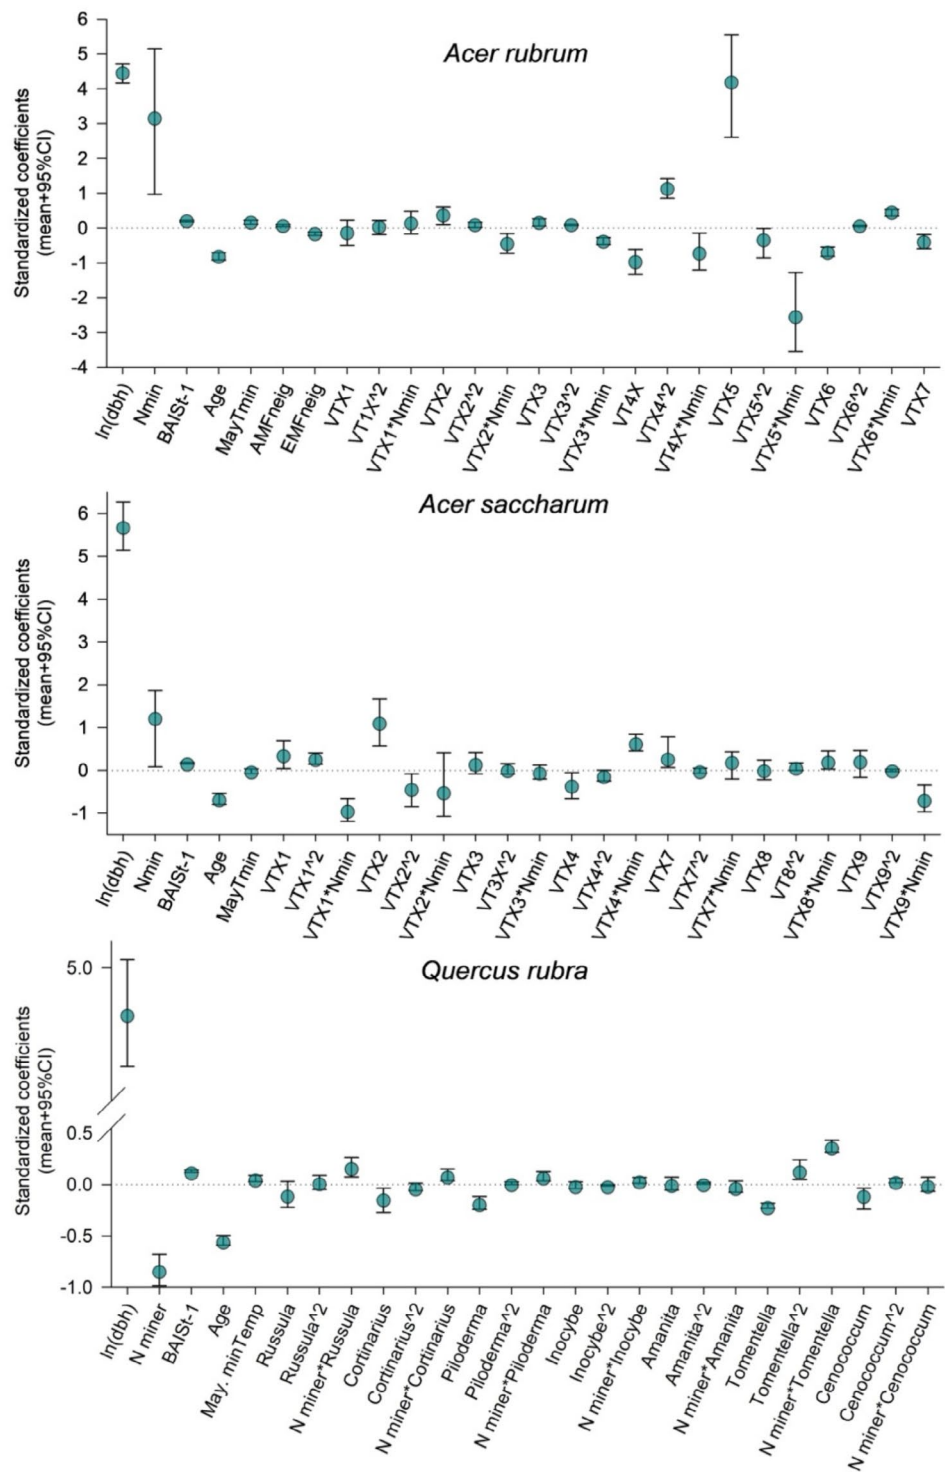 Acer rubrum
Standardized coefficients
(mean+95%CI)
6
5
4
3
2
1
0
-1
-2
-3
-4
ln(dbh)
Nmin
BAISt-1
Age
MayTmin
AMFneig
EMFneig
VTX1
VT1X^2
VTX1*Nmin
VTX2
VTX2^2
VTX2*Nmin
VTX3
VTX3^2
VTX3*Nmin
VT4X
VTX4^2
VT4X*Nmin
VTX5
VTX5^2
VTX5*Nmin
VTX6
VTX6^2
VTX6*Nmin
VTX7
Acer saccharum
Standardized coefficients
(mean+95%CI)
6
5
4
3
2
1
0
-1
ln(dbh)
Nmin
BAISt-1
Age
MayTmin
VTX1
VTX1^2
VTX1*Nmin
VTX2
VTX2^2
VTX2*Nmin
VTX3
VT3X^2
VTX3*Nmin
VTX4
VTX4^2
VTX4*Nmin
VTX7
VTX7^2
VTX7*Nmin
VTX8
VT8^2
VTX8*Nmin
VTX9
VTX9^2
VTX9*Nmin
Quercus rubra
Standardized coefficients
(mean+95%CI)
5.0
0.5
0.0
-0.5
-1.0
ln(dbh)
N miner
BAISt-1
Age
May. minTemp
Russula
Russula^2
N miner*Russula
Cortinarius
Cortinarius^2
N miner*Cortinarius
Piloderma
Piloderma^2
N miner*Piloderma
Inocybe
Inocybe^2
N miner*Inocybe
Amanita
Amanita^2
N miner*Amanita
Tomentella
Tomentella^2
N miner*Tomentella
Cenococcum
Cenococcum^2
N miner*Cenococcum